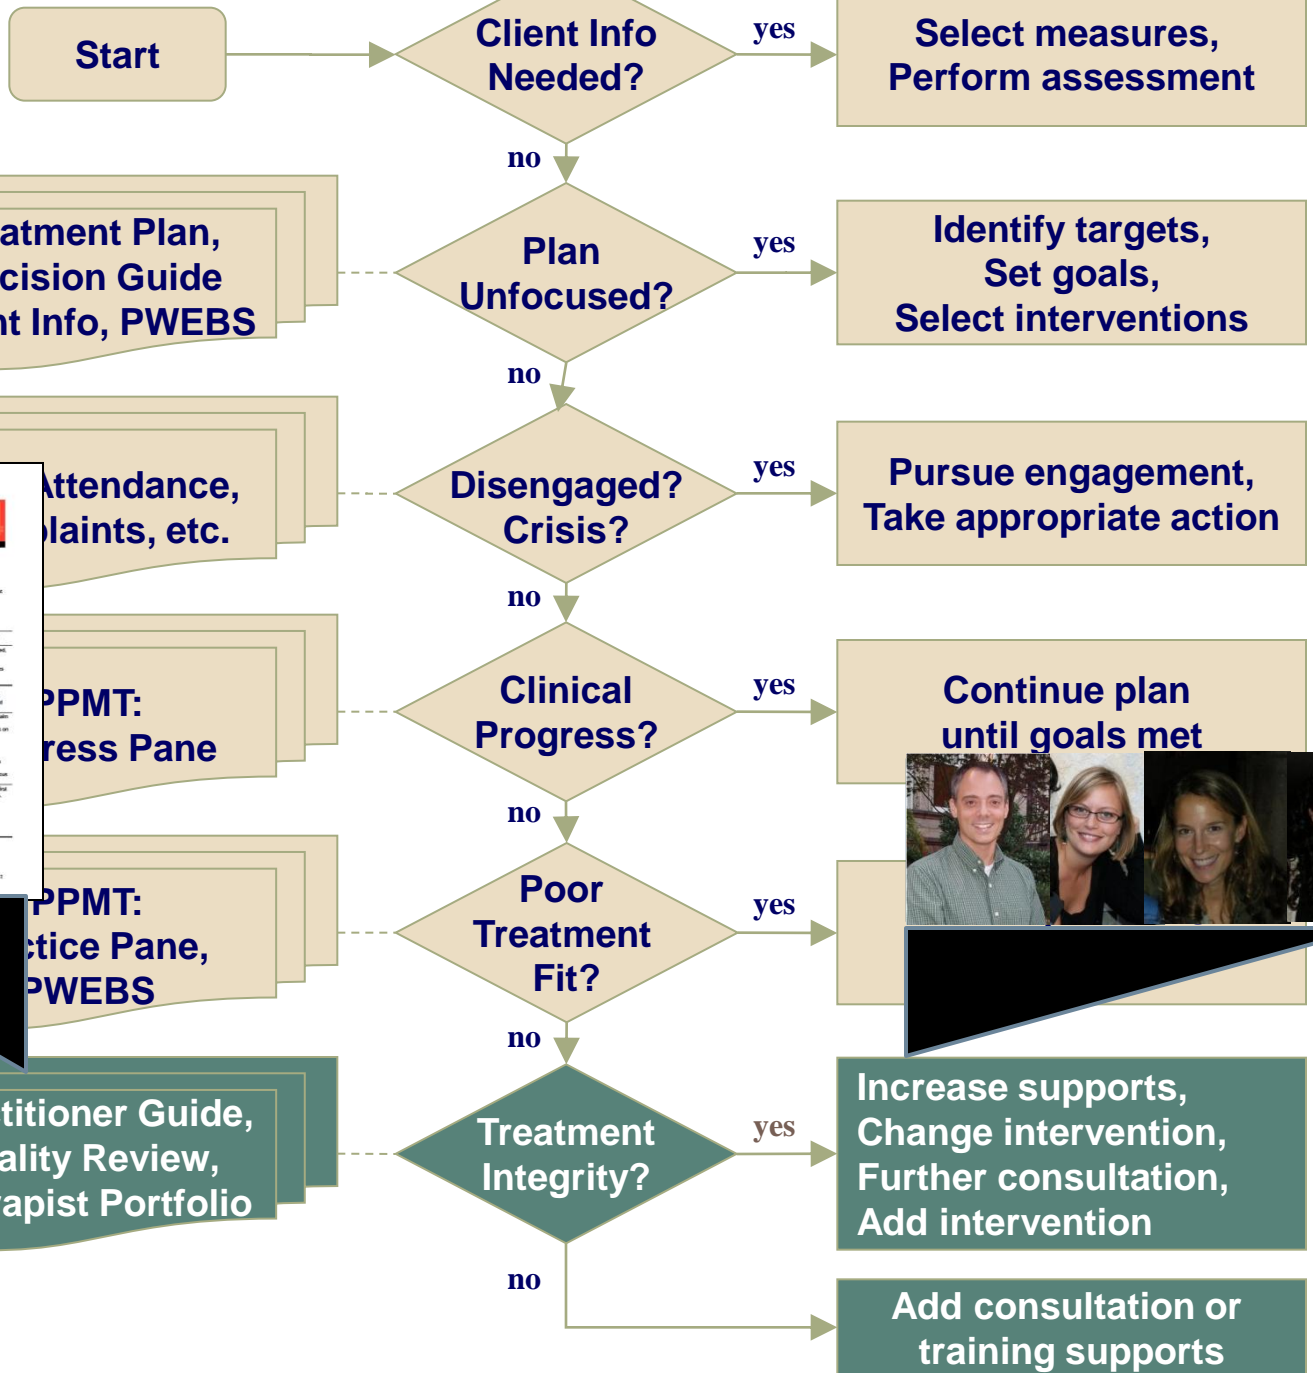 Start
Client Info
Needed?
yes
Select measures,
Perform assessment
no
atment Plan,
cision Guide
nt Info, PWEBS
Plan
Unfocused?
yes
Identify targets,
Set goals,
Select interventions
no
Attendance,
laints, etc.
Disengaged?
Crisis?
yes
Pursue engagement,
Take appropriate action
no
PPMT:
ress Pane
Clinical
Progress?
yes
Continue plan
until goals met
no
PPMT:
ctice Pane,
PWEBS
Poor
Treatment
Fit?
yes
no
titioner Guide,
ality Review,
apist Portfolio
Treatment
Integrity?
yes
Increase supports,
Change intervention,
Further consultation,
Add intervention
no
Add consultation or
training supports